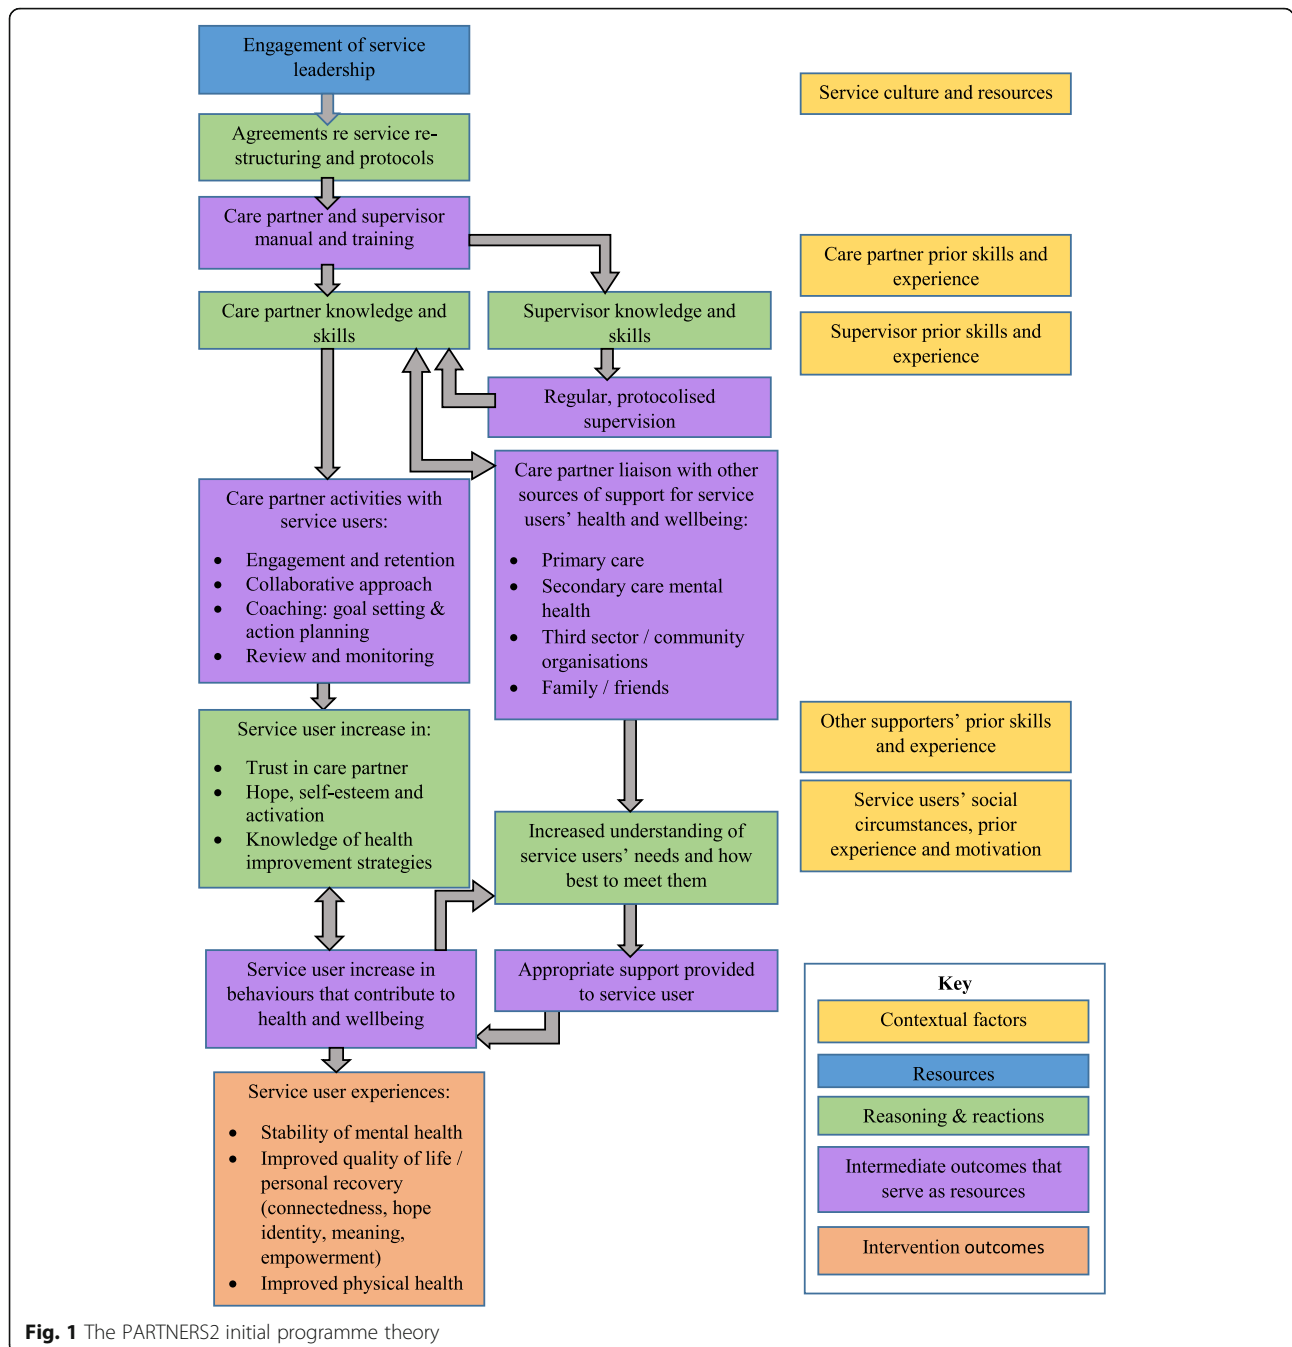 Engagement of service
leadership
Service culture and resources
Agreements re service re-
structuring and protocols
Care partner and supervisor
manual and training
Care partner prior skills and
experience
Care partner knowledge and
skills
Supervisor knowledge and
skills
Supervisor prior skills and
experience
Regular, protocolised
supervision
Care partner activities with
service users:
• Engagement and retention
• Collaborative approach
• Coaching: goal setting &
action planning
• Review and monitoring
Care partner liaison with other
sources of support for service
users’ health and wellbeing:
• Primary care
• Secondary care mental
health
• Third sector / community
organisations
• Family / friends
Other supporters’ prior skills
and experience
Service user increase in:
• Trust in care partner
• Hope, self-esteem and
activation
• Knowledge of health
improvement strategies
Service users’ social
circumstances, prior
experience and motivation
Increased understanding of
service users’ needs and how
best to meet them
Service user increase in
behaviours that contribute to
health and wellbeing
Appropriate support provided
to service user
Service user experiences:
• Stability of mental health
• Improved quality of life /
personal recovery
(connectedness, hope
identity, meaning,
empowerment)
• Improved physical health
Key
Contextual factors
Resources
Reasoning & reactions
Intermediate outcomes that
serve as resources
Intervention outcomes
Fig. 1 The PARTNERS2 initial programme theory